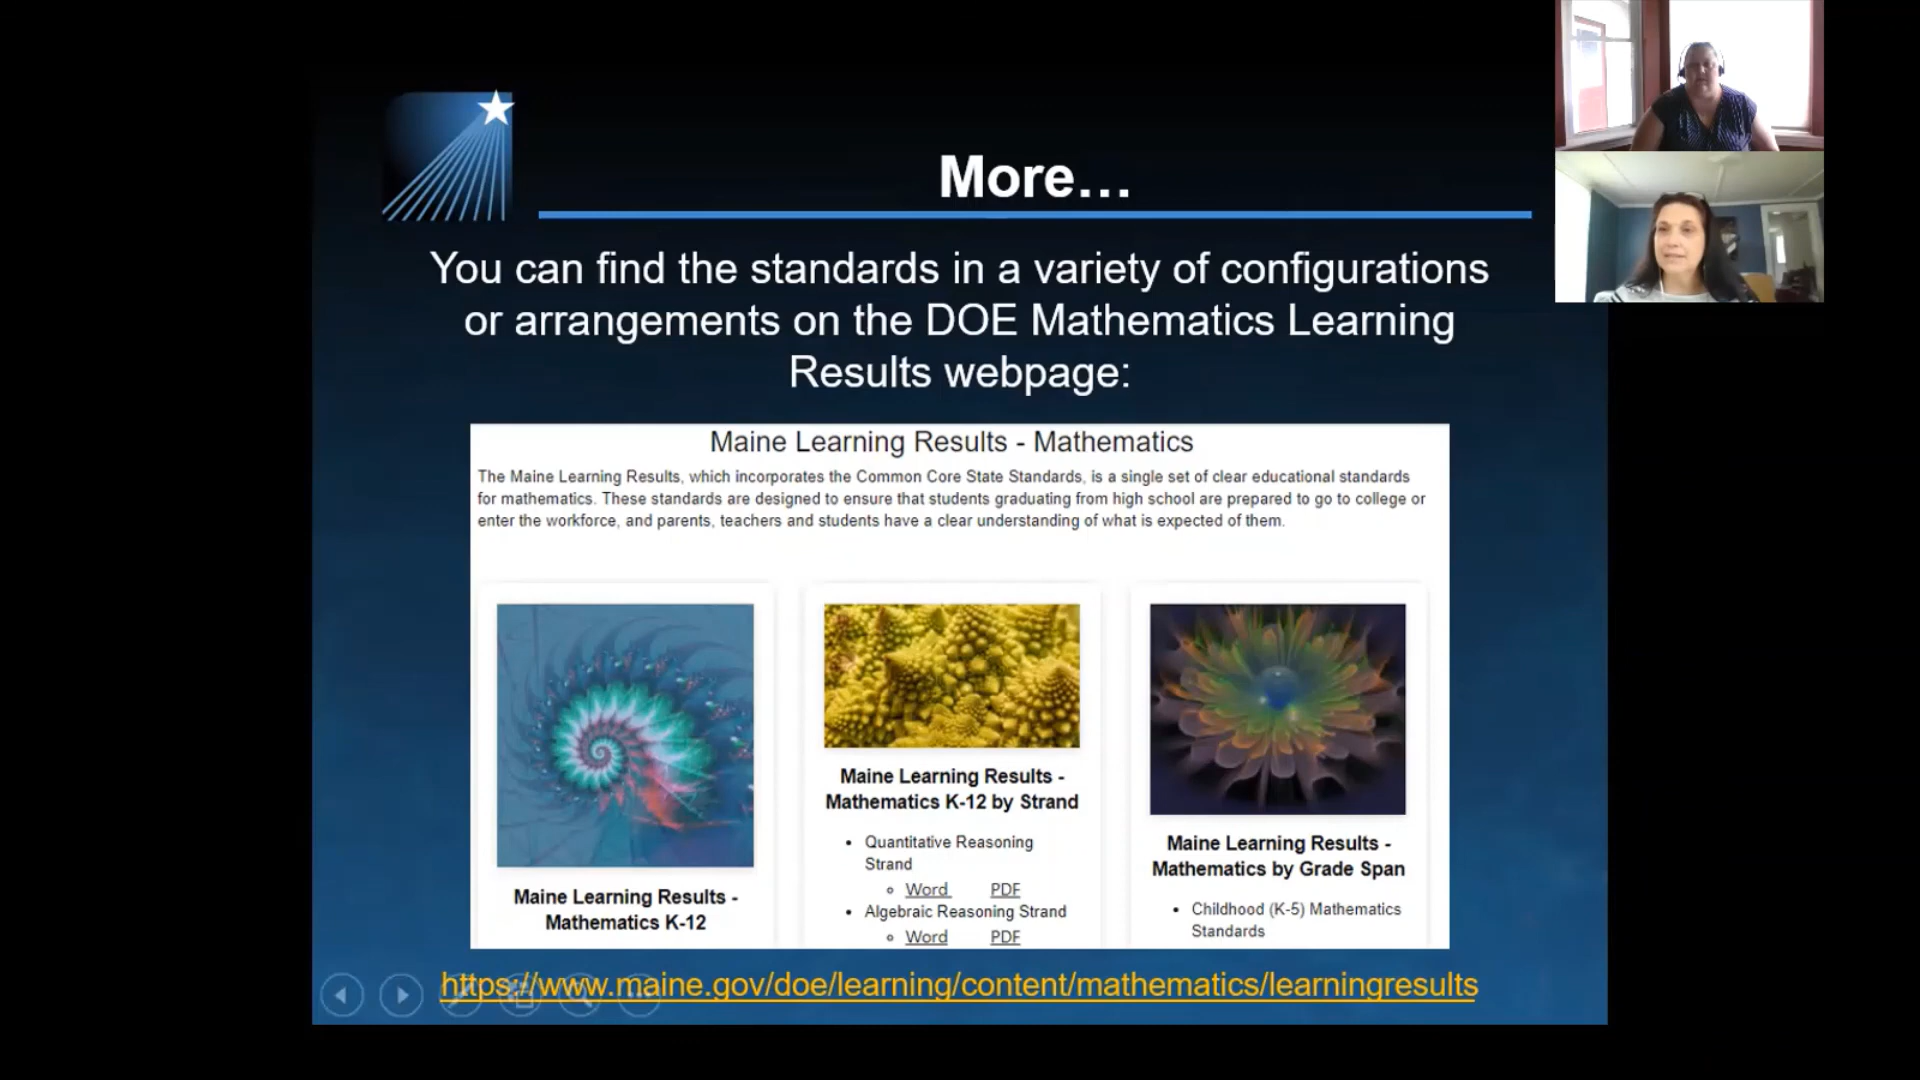 More...
You can find the standards in a variety of configurations
or arrangements on the DOE Mathematics Learning
Results webpage:
Maine Learning Results - Mathematics
The Maine Learning Results, which incorporates the Common Core State Standards, is a single set of clear educational standards
for mathematics. These standards are designed to ensure that students graduating from high school are prepared to go to college or
enter the workforce, and parents, teachers and students have a clear understanding of what is expected of them.
Maine Learning Results -
Mathematics K-12
Maine Learning Results -
Mathematics K-12 by Strand
• Quantitative Reasoning
Strand
Word PDF
• Algebraic Reasoning Strand
Word PDF
Maine Learning Results -
Mathematics by Grade Span
• Childhood (K-5) Mathematics
Standards
https://www.maine.gov/doe/learning/content/mathematics/learningresults